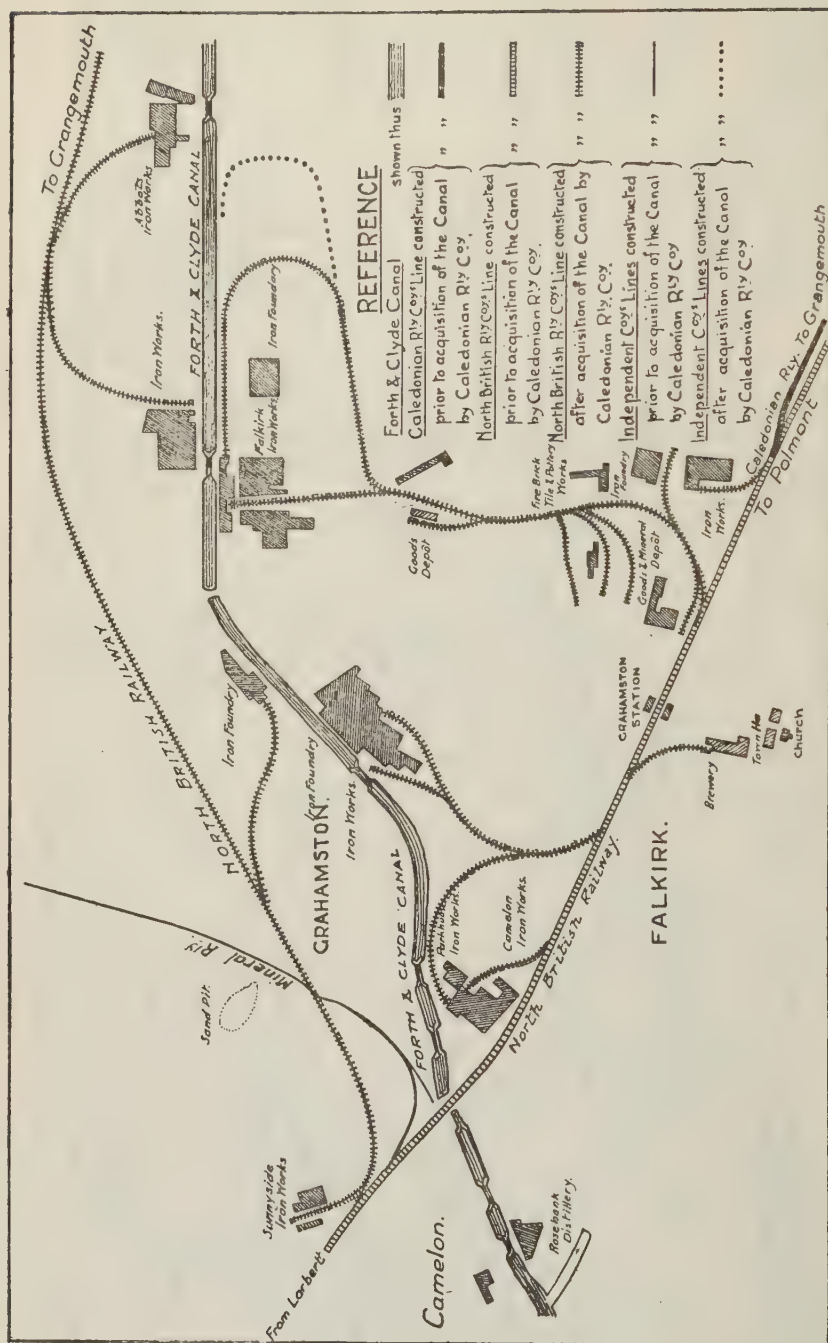 To Grangemouth
Abbots
Iron Works
Iron Works.
FORTH & CLYDE CANAL
Falkirk
Iron Works
Iron Foundry
NORTH BRITISH RAILWAY
Iron Foundry
GRAHAMSTON.
Iron Foundry
Iron Works.
Mineral Rly.
Sand Pit.
FORTH & CLYDE CANAL
Parkhouse
Iron Works.
Camelon
Iron Works.
Sunnyside
Iron Works
From Larbert
Camelon.
Rosebank
Distillery.
North British Railway.
FALKIRK.
Brewery
Town Ho
Church
GRAHAMSTON
STATION
Goods & Mineral
Depôt
Goods
Depôt
Fire Brick
Tile & Pottery
Works
Iron
Foundry
Iron
Works.
Caledonian Rly. To Grangemouth
To Polmont
REFERENCE
Forth & Clyde Canal shown thus
Caledonian Rly Coys Line constructed
prior to acquisition of the Canal " "
by Caledonian Rly Coy.
North British Rly Coys Line constructed
prior to acquisition of the Canal " "
by Caledonian Rly Coy.
North British Rly Coys Line constructed
after acquisition of the Canal by " "
Caledonian Rly. Coy.
Independent Coys Lines constructed
prior to acquisition of the Canal " "
by Caledonian Rly Coy
Independent Coys Lines constructed
after acquisition of the Canal " "
by Caledonian Rly Coy.